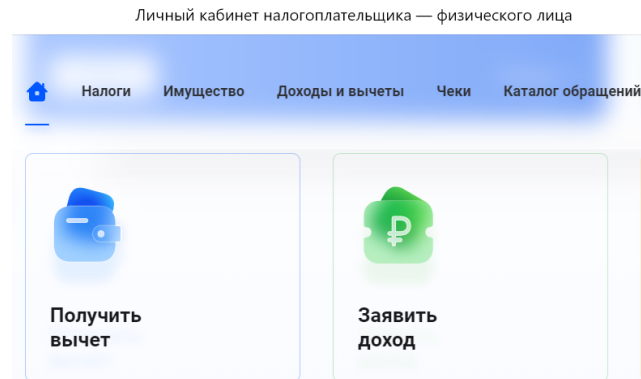 Личный кабинет налогоплательщика — физического лица
Налоги Имущество Доходы и вычеты Чеки Каталог обращений
Получить
вычет
Заявить
доход